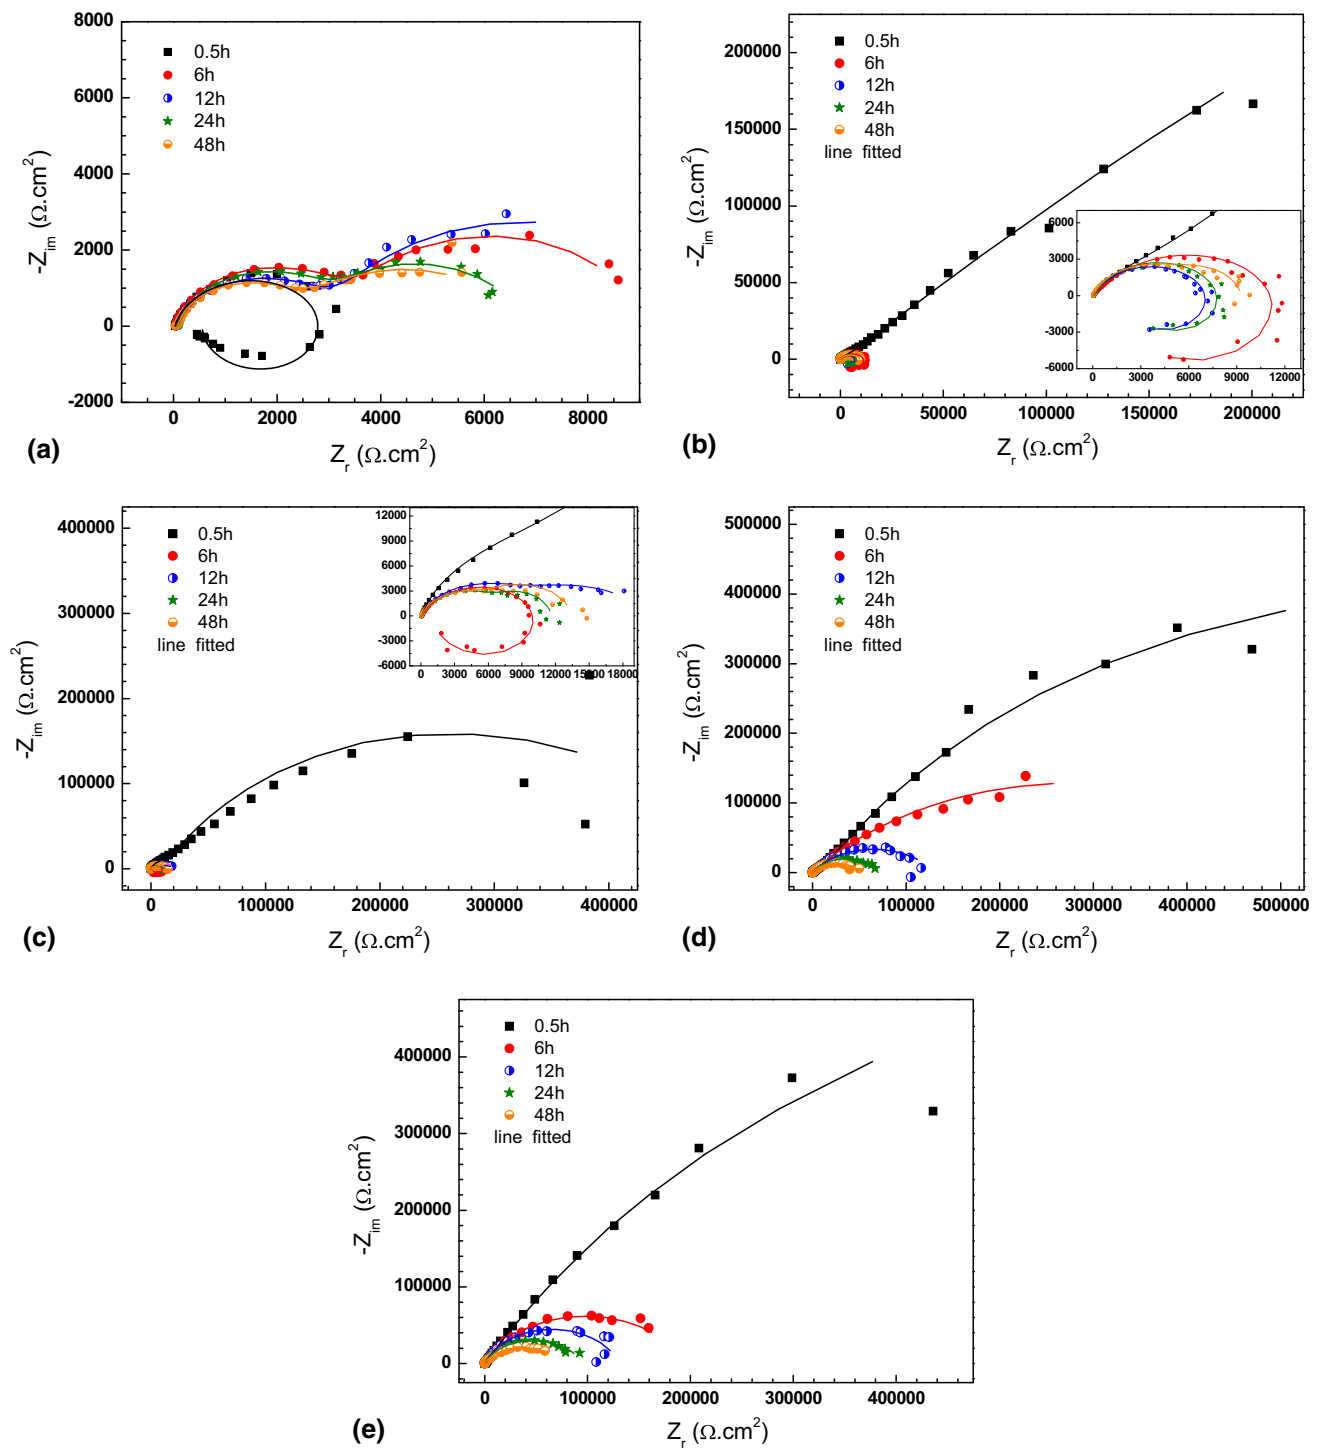 8000
6000
4000
2000
0
-2000
-Z_im (Ω.cm²)
0.5h
6h
12h
24h
48h
0 2000 4000 6000 8000
Z_r (Ω.cm²)
(a)
200000
150000
100000
50000
0
-Z_im (Ω.cm²)
0.5h
6h
12h
24h
48h
line fitted
6000
3000
0
-3000
-6000
0 3000 6000 9000 12000
0 50000 100000 150000 200000
Z_r (Ω.cm²)
(b)
400000
300000
200000
100000
0
-Z_im (Ω.cm²)
0.5h
6h
12h
24h
48h
line fitted
12000
9000
6000
3000
0
-3000
-6000
0 3000 6000 9000 12000 15000 18000
0 100000 200000 300000 400000
Z_r (Ω.cm²)
(c)
500000
400000
300000
200000
100000
0
-Z_im (Ω.cm²)
0.5h
6h
12h
24h
48h
line fitted
0 100000 200000 300000 400000 500000
Z_r (Ω.cm²)
(d)
400000
300000
200000
100000
0
-Z_im (Ω.cm²)
0.5h
6h
12h
24h
48h
line fitted
0 100000 200000 300000 400000
Z_r (Ω.cm²)
(e)